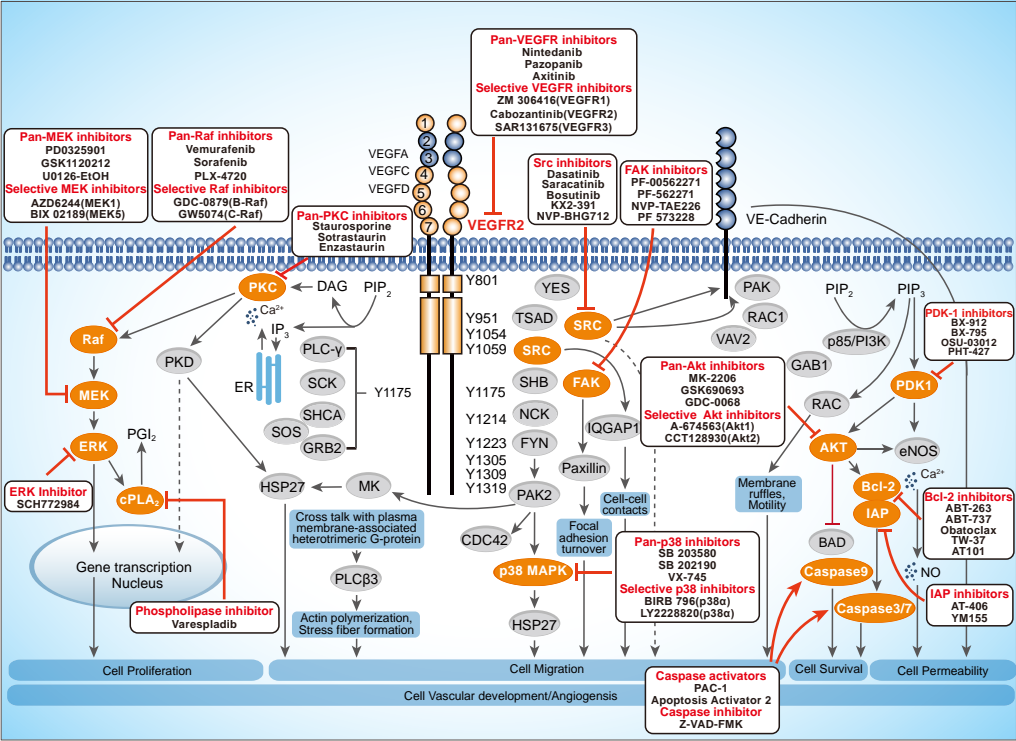 Pan-VEGFR inhibitors
Nintedanib
Pazopanib
Axitinib
Selective VEGFR inhibitors
ZM 306416(VEGFR1)
Cabozantinib(VEGFR2)
SAR131675(VEGFR3)
Pan-MEK inhibitors
PD0325901
GSK1120212
U0126-EtOH
Selective MEK inhibitors
AZD6244(MEK1)
BIX 02189(MEK5)
Pan-Raf inhibitors
Vemurafenib
Sorafenib
PLX-4720
Selective Raf inhibitors
GDC-0879(B-Raf)
GW5074(C-Raf)
Pan-PKC inhibitors
Staurosporine
Sotrastaurin
Enzastaurin
VEGFA
VEGFC
VEGFD
1
2
3
4
5
6
7
VEGFR2
Src inhibitors
Dasatinib
Saracatinib
Bosutinib
KX2-391
NVP-BHG712
FAK inhibitors
PF-00562271
PF-562271
NVP-TAE226
PF 573228
VE-Cadherin
PKC
DAG
PIP2
Ca2+
IP3
ER
Raf
PKD
MEK
ERK
PGI2
cPLA2
ERK Inhibitor
SCH772984
Gene transcription
Nucleus
Phospholipase inhibitor
Varespladib
PLC-γ
SCK
SHCA
SOS
GRB2
Y1175
HSP27
MK
Cross talk with plasma
membrane-associated
heterotrimeric G-protein
PLCβ3
Actin polymerization,
Stress fiber formation
Y801
Y951
Y1054
Y1059
Y1175
Y1214
Y1223
Y1305
Y1309
Y1319
YES
TSAD
SRC
SRC
SHB
FAK
NCK
FYN
PAK2
CDC42
p38 MAPK
HSP27
IQGAP1
Paxillin
Cell-cell
contacts
Focal
adhesion
turnover
PAK
RAC1
VAV2
GAB1
PIP2
PIP3
p85/PI3K
RAC
PDK-1 inhibitors
BX-912
BX-795
OSU-03012
PHT-427
PDK1
Pan-Akt inhibitors
MK-2206
GSK690693
GDC-0068
Selective Akt inhibitors
A-674563(Akt1)
CCT128930(Akt2)
AKT
eNOS
Ca2+
Membrane
ruffles,
Motility
Bcl-2
IAP
BAD
Bcl-2 inhibitors
ABT-263
ABT-737
Obatoclax
TW-37
AT101
Pan-p38 inhibitors
SB 203580
SB 202190
VX-745
Selective p38 inhibitors
BIRB 796(p38α)
LY2228820(p38α)
Caspase9
Caspase3/7
NO
IAP inhibitors
AT-406
YM155
Caspase activators
PAC-1
Apoptosis Activator 2
Caspase inhibitor
Z-VAD-FMK
Cell Proliferation
Cell Migration
Cell Survival
Cell Permeability
Cell Vascular development/Angiogenesis